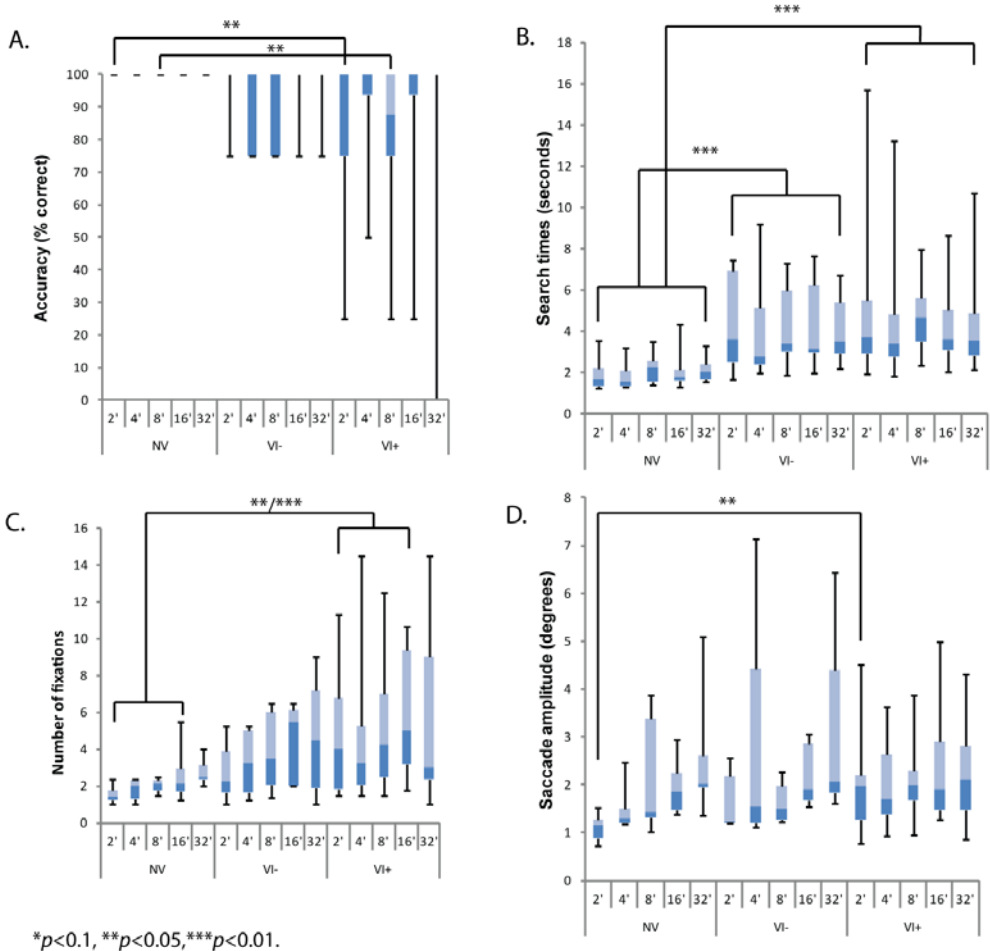 A.
**
**
Accuracy (% correct)
100
90
80
70
60
50
40
30
20
10
0
2' 4' 8' 16' 32' 2' 4' 8' 16' 32' 2' 4' 8' 16' 32'
NV VI- VI+
B.
***
***
Search times (seconds)
18
16
14
12
10
8
6
4
2
0
2' 4' 8' 16' 32' 2' 4' 8' 16' 32' 2' 4' 8' 16' 32'
NV VI- VI+
C.
**/***
Number of fixations
16
14
12
10
8
6
4
2
0
2' 4' 8' 16' 32' 2' 4' 8' 16' 32' 2' 4' 8' 16' 32'
NV VI- VI+
D.
**
Saccade amplitude (degrees)
8
7
6
5
4
3
2
1
0
2' 4' 8' 16' 32' 2' 4' 8' 16' 32' 2' 4' 8' 16' 32'
NV VI- VI+
*p<0.1, **p<0.05,***p<0.01.